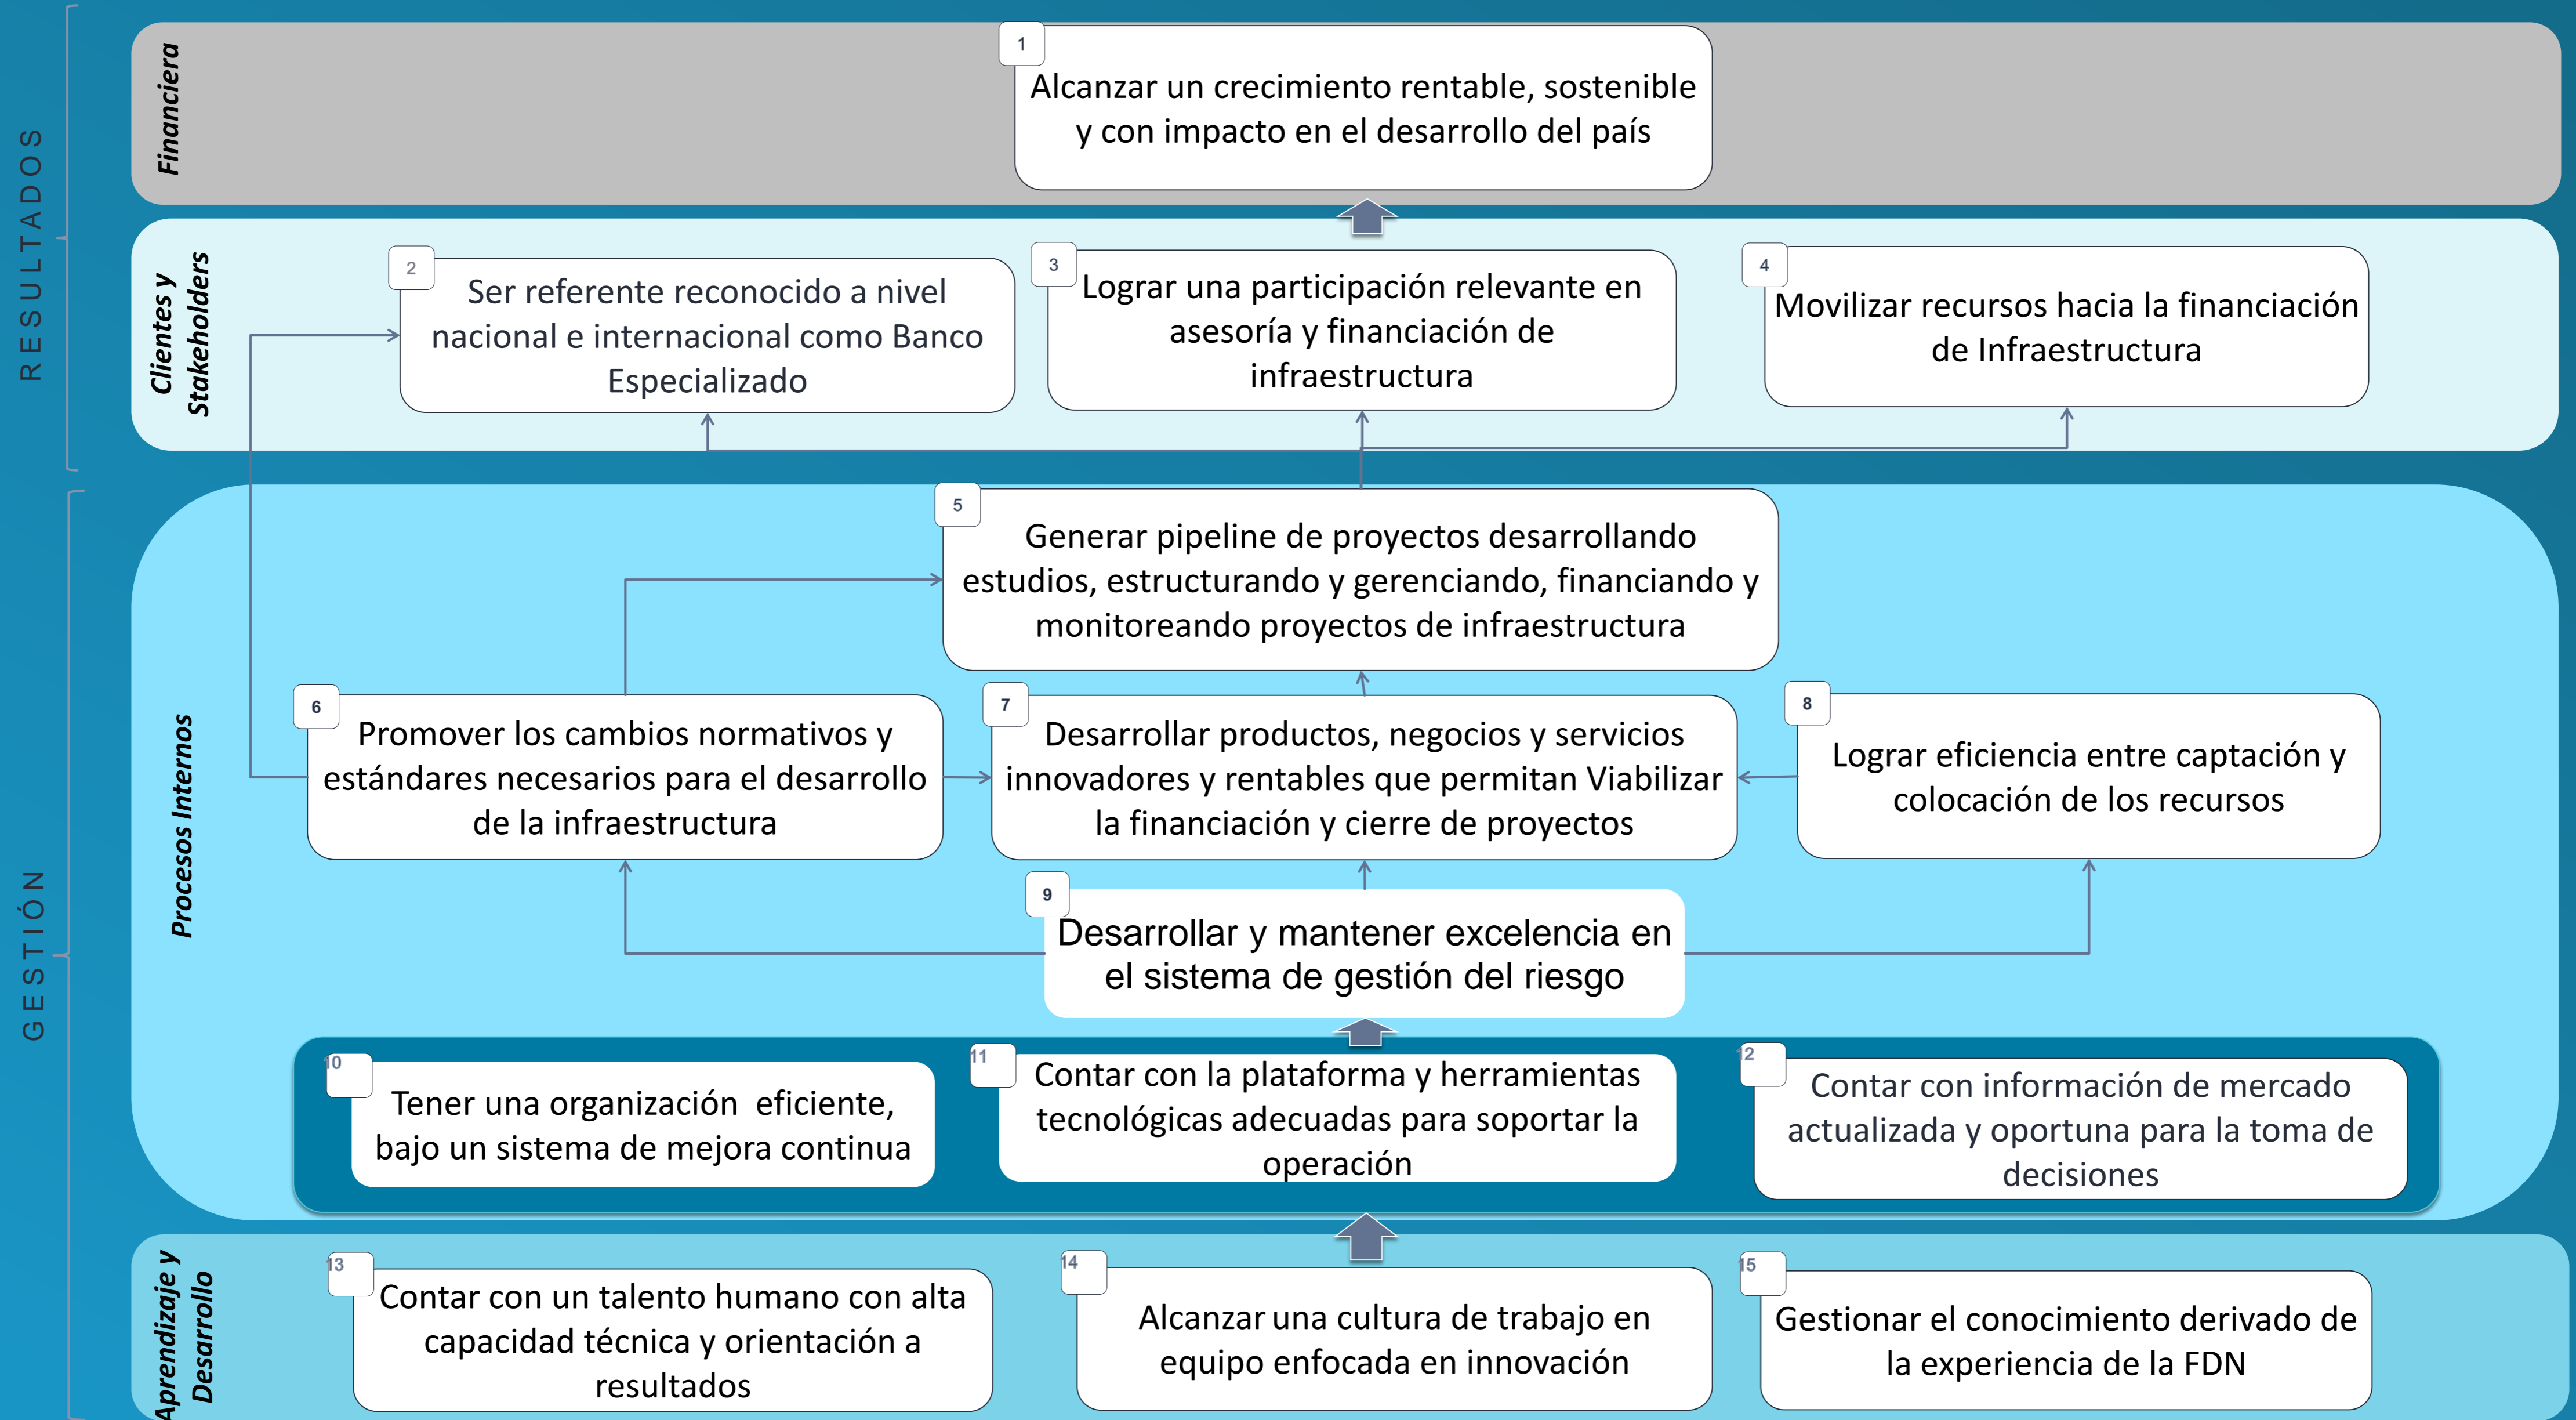 RESULTADOS
Financiera
1
Alcanzar un crecimiento rentable, sostenible
y con impacto en el desarrollo del país
Clientes y
Stakeholders
2
Ser referente reconocido a nivel
nacional e internacional como Banco
Especializado
3
Lograr una participación relevante en
asesoría y financiación de
infraestructura
4
Movilizar recursos hacia la financiación
de Infraestructura
GESTIÓN
Procesos Internos
5
Generar pipeline de proyectos desarrollando
estudios, estructurando y gerenciando, financiando y
monitoreando proyectos de infraestructura
6
Promover los cambios normativos y
estándares necesarios para el desarrollo
de la infraestructura
7
Desarrollar productos, negocios y servicios
innovadores y rentables que permitan Viabilizar
la financiación y cierre de proyectos
8
Lograr eficiencia entre captación y
colocación de los recursos
9
Desarrollar y mantener excelencia en
el sistema de gestión del riesgo
10
Tener una organización eficiente,
bajo un sistema de mejora continua
11
Contar con la plataforma y herramientas
tecnológicas adecuadas para soportar la
operación
12
Contar con información de mercado
actualizada y oportuna para la toma de
decisiones
Aprendizaje y
Desarrollo
13
Contar con un talento humano con alta
capacidad técnica y orientación a
resultados
14
Alcanzar una cultura de trabajo en
equipo enfocada en innovación
15
Gestionar el conocimiento derivado de
la experiencia de la FDN